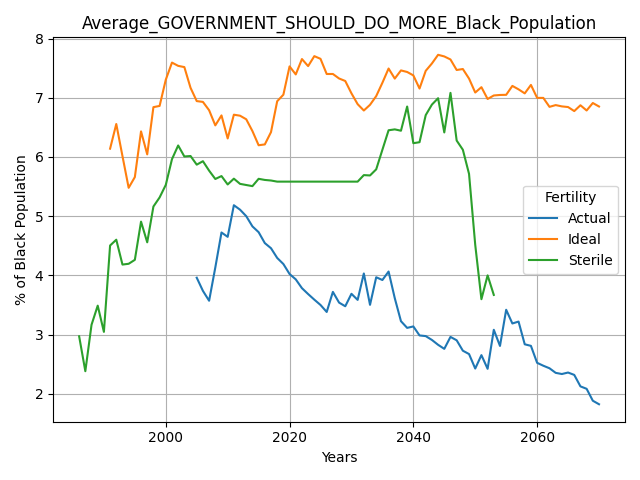 Average_GOVERNMENT_SHOULD_DO_MORE_Black_Population
8
7
6
5
4
3
2
% of Black Population
Fertility
Actual
Ideal
Sterile
2000 2020 2040 2060
Years